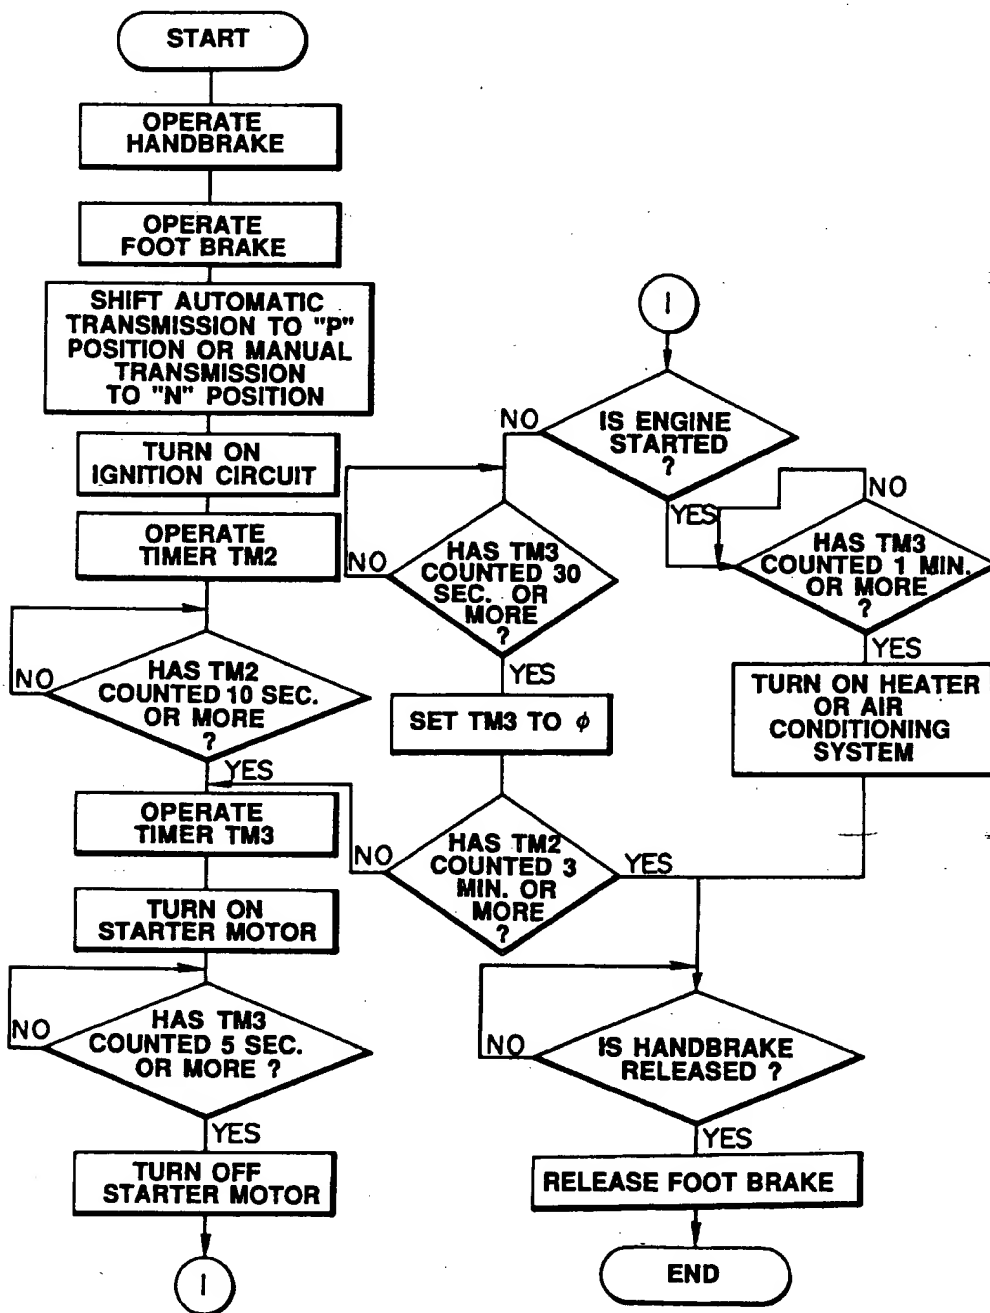 START
OPERATE
HANDBRAKE
OPERATE
FOOT BRAKE
SHIFT AUTOMATIC
TRANSMISSION TO "P"
POSITION OR MANUAL
TRANSMISSION
TO "N" POSITION
TURN ON
IGNITION CIRCUIT
OPERATE
TIMER TM2
NO
HAS TM2
COUNTED 10 SEC.
OR MORE
?
YES
OPERATE
TIMER TM3
TURN ON
STARTER MOTOR
NO
HAS TM3
COUNTED 5 SEC.
OR MORE ?
YES
TURN OFF
STARTER MOTOR
1
1
IS ENGINE
STARTED
?
NO
YES
NO
HAS TM3
COUNTED 30
SEC. OR
MORE
?
YES
SET TM3 TO φ
NO
HAS TM2
COUNTED 3
MIN. OR
MORE
?
YES
NO
HAS TM3
COUNTED 1 MIN.
OR MORE
?
YES
TURN ON HEATER
OR AIR
CONDITIONING
SYSTEM
NO
IS HANDBRAKE
RELEASED ?
YES
RELEASE FOOT BRAKE
END